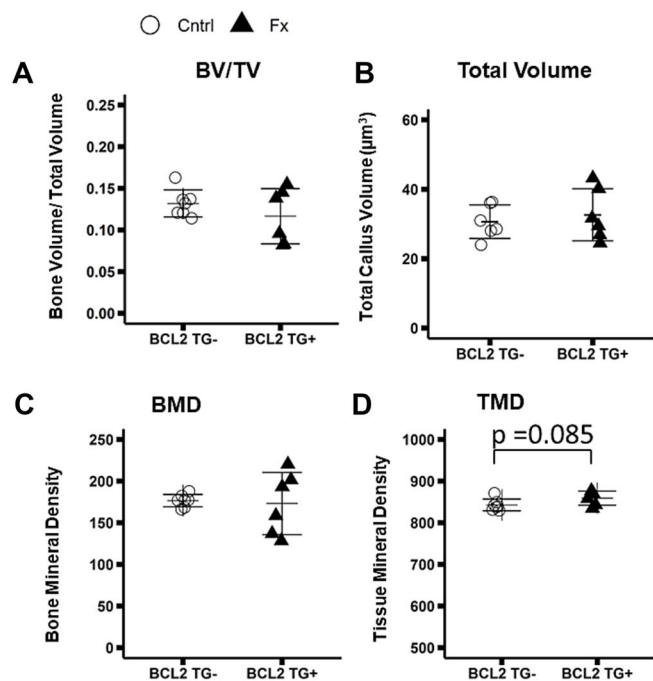 Cntrl Fx
A BV/TV
Bone Volume/ Total Volume
0.25
0.20
0.15
0.10
0.05
0.00
BCL2 TG- BCL2 TG+
B Total Volume
Total Callus Volume (µm³)
60
40
20
0
BCL2 TG- BCL2 TG+
C BMD
Bone Mineral Density
250
200
150
100
50
0
BCL2 TG- BCL2 TG+
D TMD
p =0.085
Tissue Mineral Density
1000
900
800
700
600
500
BCL2 TG- BCL2 TG+